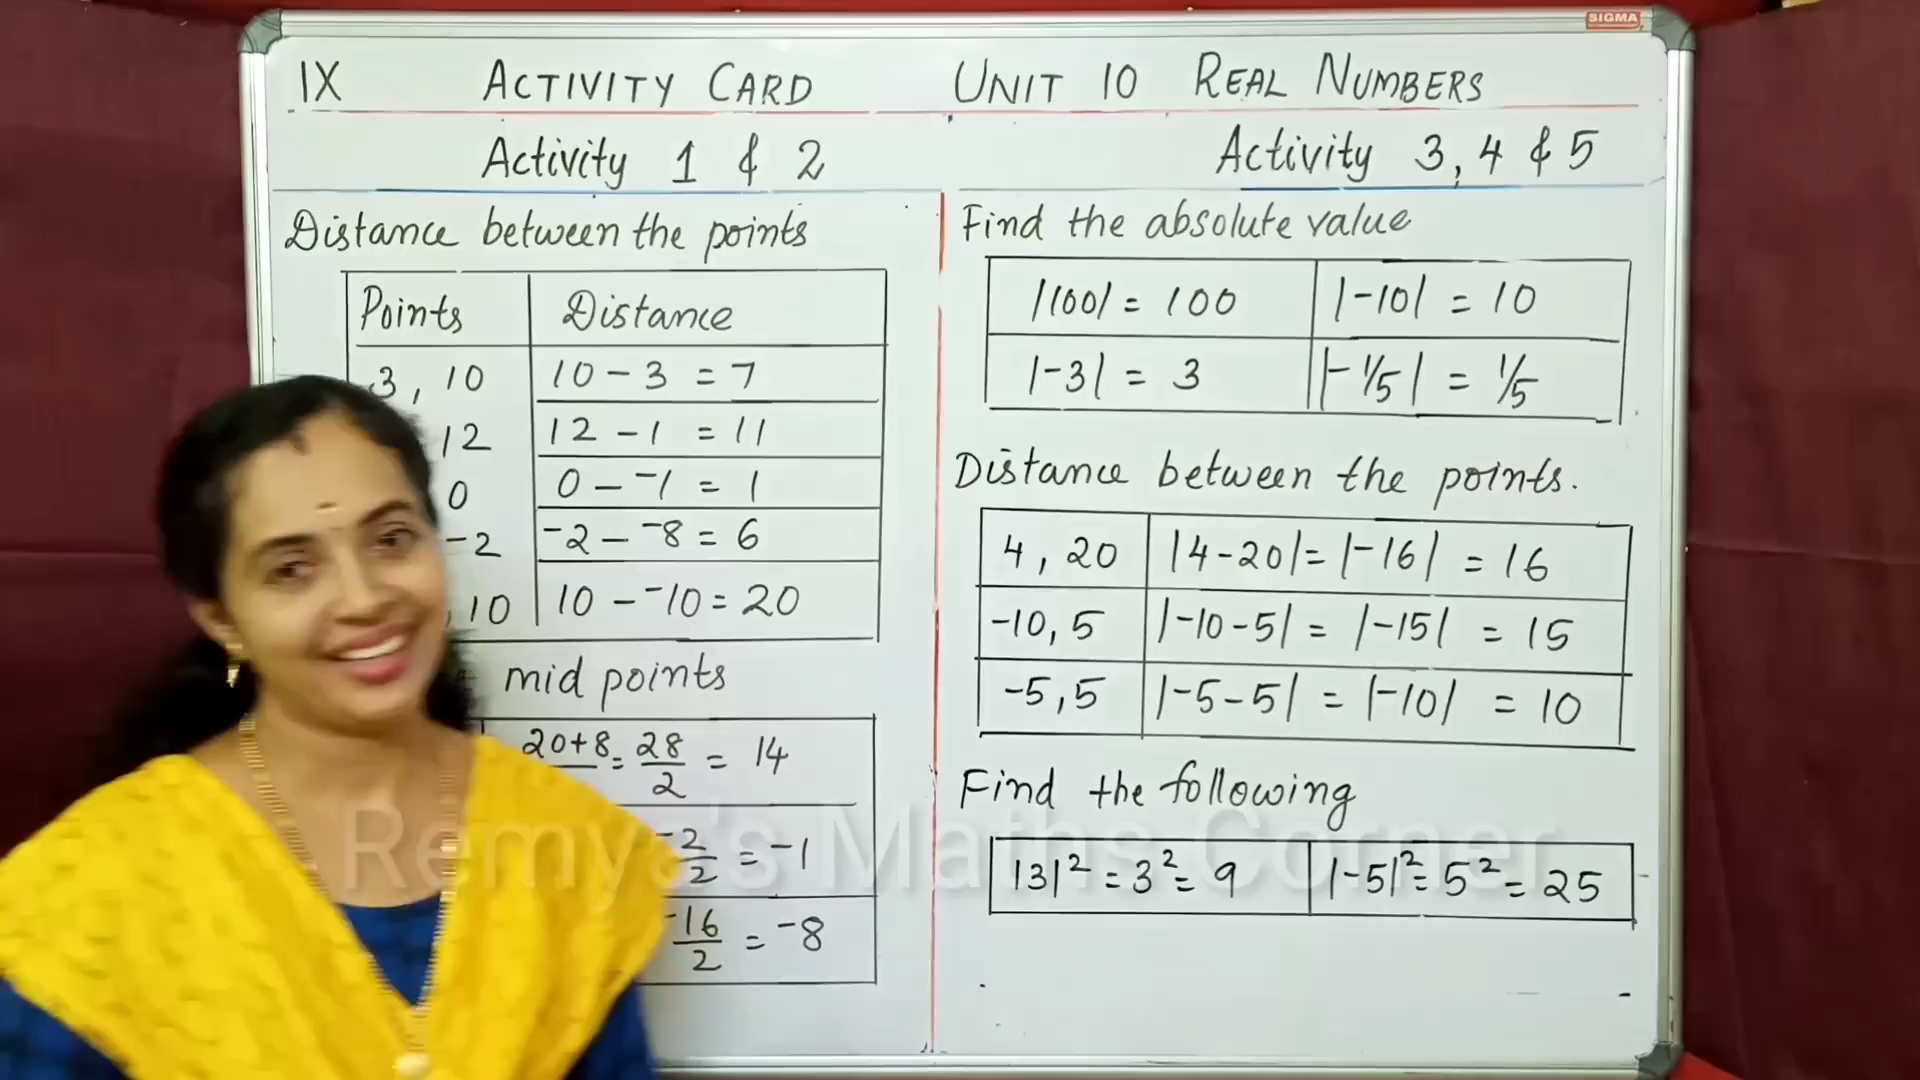 SIGMA
IX ACTIVITY CARD UNIT 10 REAL NUMBERS
Activity 1 & 2
Distance between the points
Points Distance
3, 10 10 - 3 = 7
12 12 - 1 = 11
0 0 - ⁻1 = 1
⁻2 ⁻2 - ⁻8 = 6
, 10 10 - ⁻10 = 20
mid points
20+8 = 28/2 = 14
⁻2/2 = ⁻1
⁻16/2 = ⁻8
Activity 3, 4 & 5
Find the absolute value
|100| = 100 |-10| = 10
|-3| = 3 |-1/5| = 1/5
Distance between the points.
4, 20 |4-20| = |-16| = 16
-10, 5 |-10-5| = |-15| = 15
-5, 5 |-5-5| = |-10| = 10
Find the following
|3|² = 3² = 9 |-5|² = 5² = 25
Remya's Maths Corner